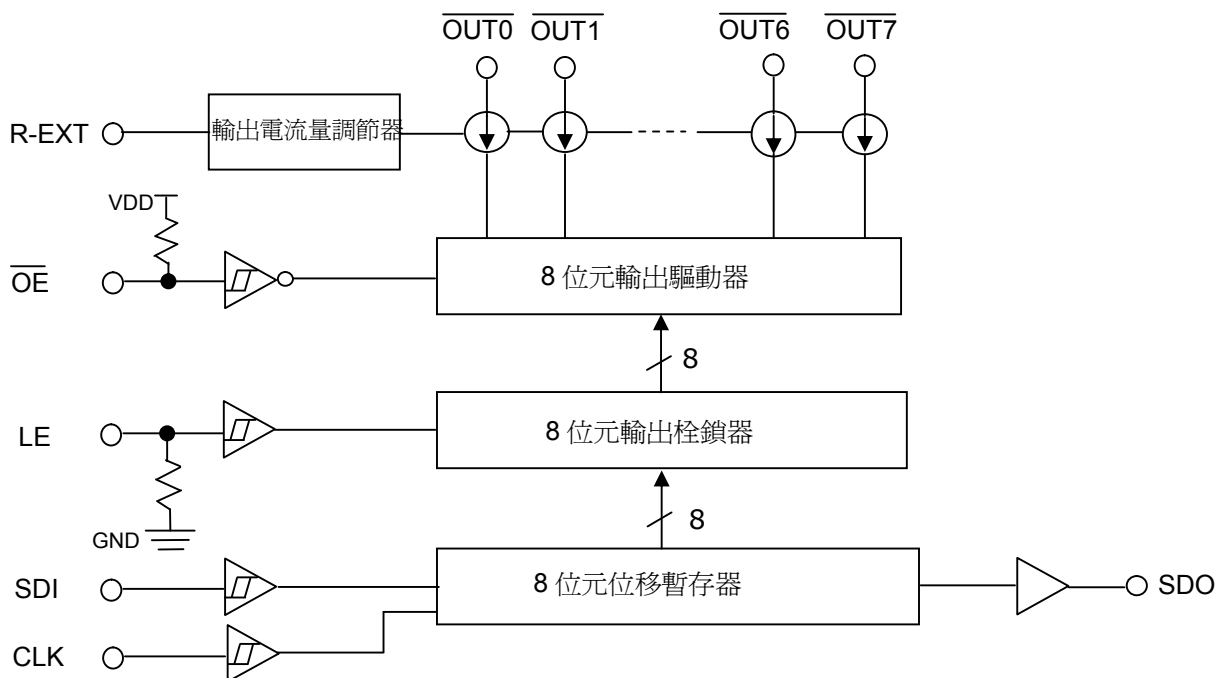 OUT0 OUT1 OUT6 OUT7
R-EXT
輸出電流量調節器
VDD
OE
8 位元輸出驅動器
8
LE
8 位元輸出栓鎖器
GND
8
SDI
8 位元位移暫存器
SDO
CLK